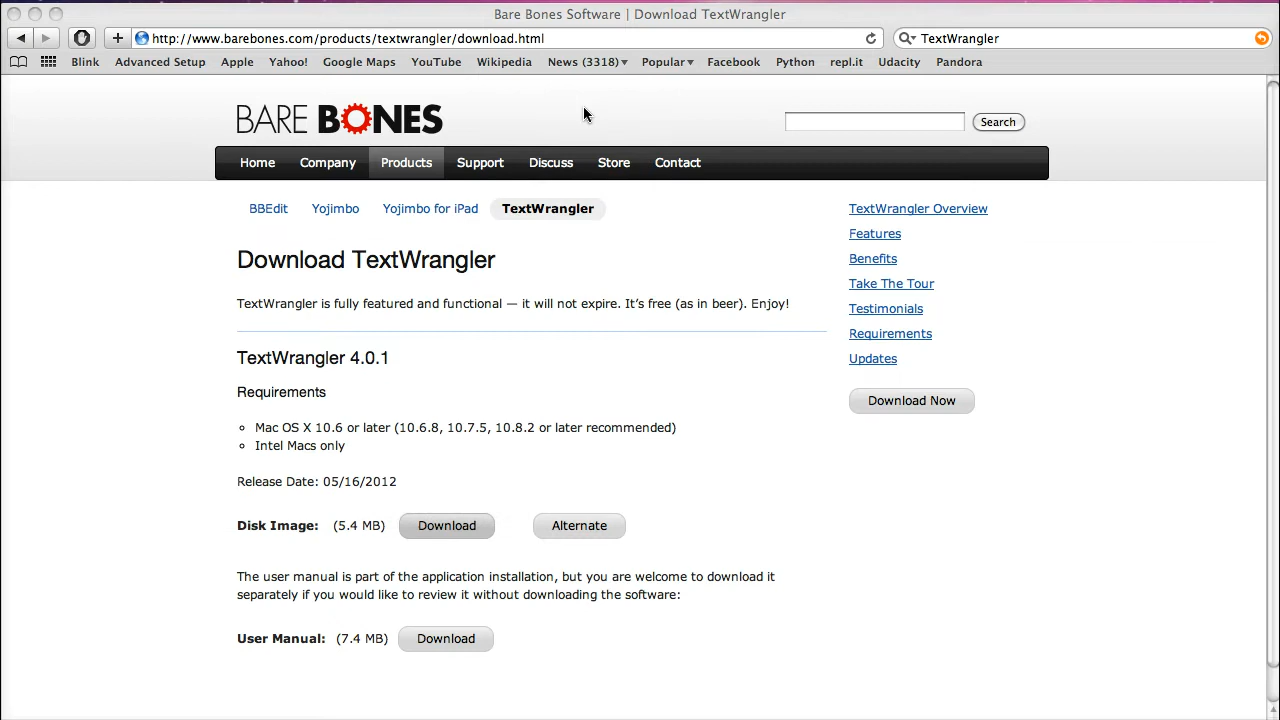 Bare Bones Software | Download TextWrangler
http://www.barebones.com/products/textwrangler/download.html
TextWrangler
Blink Advanced Setup Apple Yahoo! Google Maps YouTube Wikipedia News (3318) Popular Facebook Python repl.it Udacity Pandora
BARE BONES
Search
Home Company Products Support Discuss Store Contact
BBEdit Yojimbo Yojimbo for iPad TextWrangler
TextWrangler Overview
Features
Benefits
Take The Tour
Testimonials
Requirements
Updates
Download Now
Download TextWrangler
TextWrangler is fully featured and functional — it will not expire. It’s free (as in beer). Enjoy!
TextWrangler 4.0.1
Requirements
Mac OS X 10.6 or later (10.6.8, 10.7.5, 10.8.2 or later recommended)
Intel Macs only
Release Date: 05/16/2012
Disk Image: (5.4 MB) Download Alternate
The user manual is part of the application installation, but you are welcome to download it
separately if you would like to review it without downloading the software:
User Manual: (7.4 MB) Download